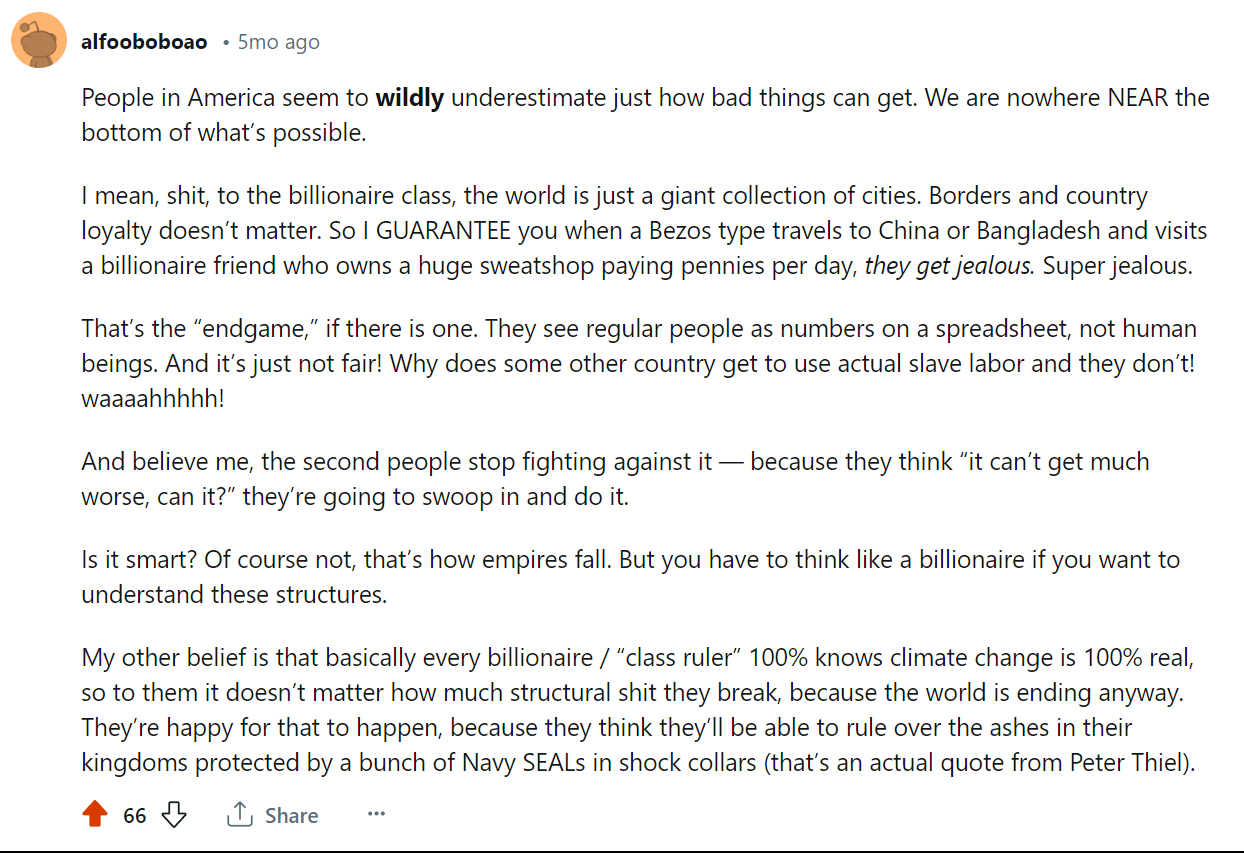 alfooboboao • 5mo ago
People in America seem to wildly underestimate just how bad things can get. We are nowhere NEAR the
bottom of what’s possible.
I mean, shit, to the billionaire class, the world is just a giant collection of cities. Borders and country
loyalty doesn’t matter. So I GUARANTEE you when a Bezos type travels to China or Bangladesh and visits
a billionaire friend who owns a huge sweatshop paying pennies per day, they get jealous. Super jealous.
That’s the “endgame,” if there is one. They see regular people as numbers on a spreadsheet, not human
beings. And it’s just not fair! Why does some other country get to use actual slave labor and they don’t!
waaaahhhhh!
And believe me, the second people stop fighting against it — because they think “it can’t get much
worse, can it?” they’re going to swoop in and do it.
Is it smart? Of course not, that’s how empires fall. But you have to think like a billionaire if you want to
understand these structures.
My other belief is that basically every billionaire / “class ruler” 100% knows climate change is 100% real,
so to them it doesn’t matter how much structural shit they break, because the world is ending anyway.
They’re happy for that to happen, because they think they’ll be able to rule over the ashes in their
kingdoms protected by a bunch of Navy SEALs in shock collars (that’s an actual quote from Peter Thiel).
66 Share ...